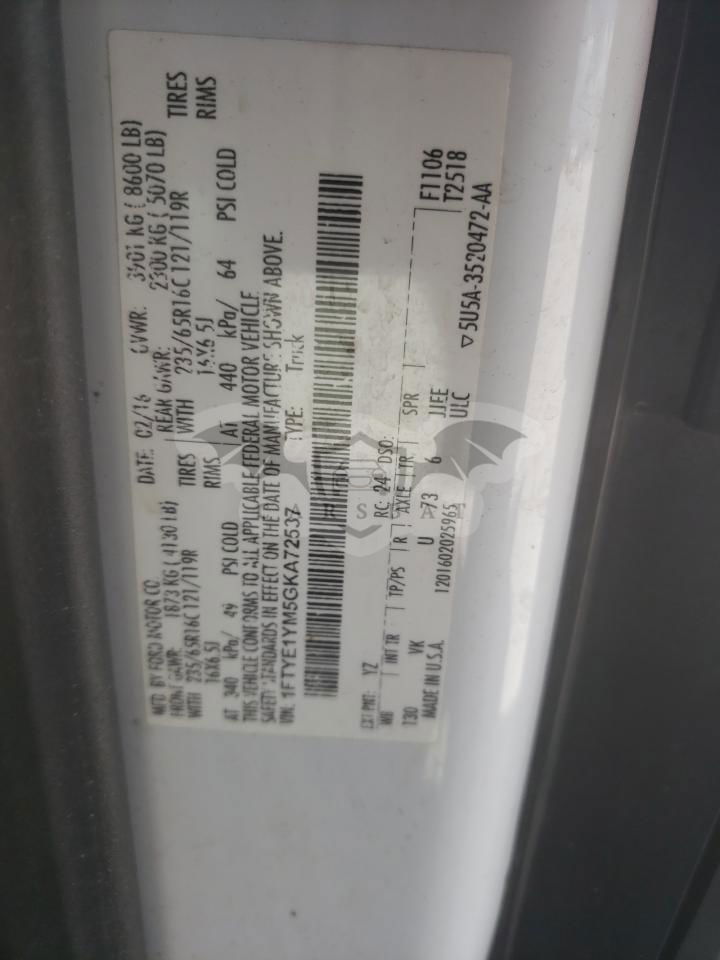 MFD BY FORD MOTOR CO. DATE: 02/16 GVWR: 3901 KG ( 8600 LB)
FRONT GAWR: 1873 KG ( 4130 LB) REAR GAWR: 2300 KG ( 5070 LB)
WITH 235/65R16C 121/119R TIRES WITH 235/65R16C 121/119R TIRES
16X6.5J RIMS 16X6.5J RIMS
AT 340 kPa/ 49 PSI COLD AT 440 kPa/ 64 PSI COLD
THIS VEHICLE CONFORMS TO ALL APPLICABLE FEDERAL MOTOR VEHICLE
SAFETY STANDARDS IN EFFECT ON THE DATE OF MANUFACTURE SHOWN ABOVE.
VIN: 1FTYE1YM5GKA72537 TYPE: Truck
EXT PNT: YZ RC: 24 DSO: F1106
WB INT TR TP/PS R AXLE TR SPR T2518
130 VK U 73 6 JJFE
MADE IN U.S.A. 1201602025965 ULC
▽5U5A-3520472-AA